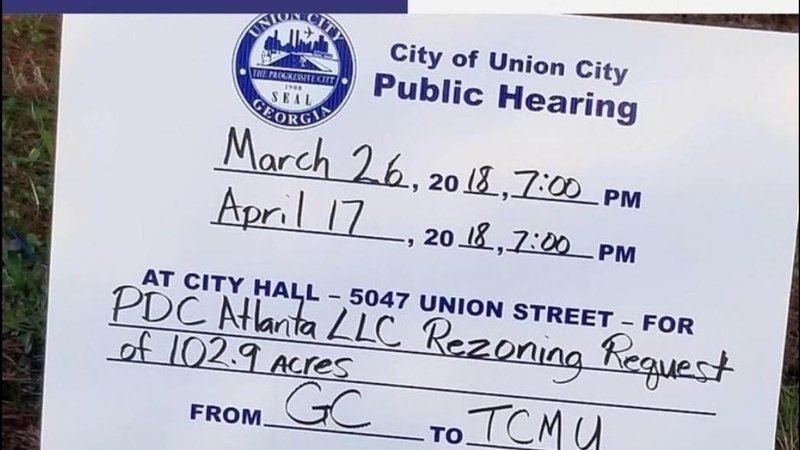 UNION CITY
THE PROGRESSIVE CITY
1908
SEAL
GEORGIA
City of Union City
Public Hearing
March 26, 2018, 7:00 PM
April 17, 2018, 7:00 PM
AT CITY HALL – 5047 UNION STREET – FOR
PDC Atlanta LLC Rezoning Request
of 102.9 Acres
FROM GC TO TCMU